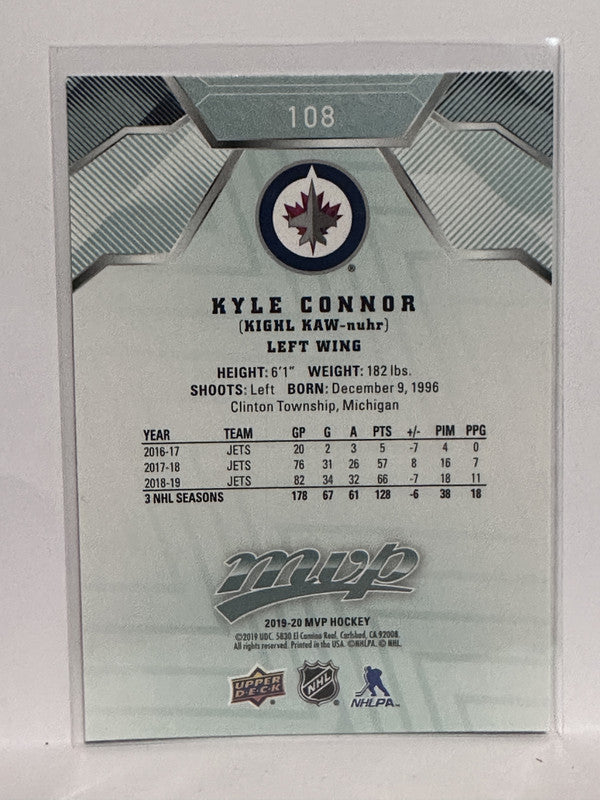 108
®
KYLE CONNOR
(KIGHL KAW-nuhr)
LEFT WING
HEIGHT: 6'1" WEIGHT: 182 lbs.
SHOOTS: Left BORN: December 9, 1996
Clinton Township, Michigan
YEAR TEAM GP G A PTS +/- PIM PPG
2016-17 JETS 20 2 3 5 -7 4 0
2017-18 JETS 76 31 26 57 8 16 7
2018-19 JETS 82 34 32 66 -7 18 11
3 NHL SEASONS 178 67 61 128 -6 38 18
mvp
2019-20 MVP HOCKEY
©2019 UDC. 5830 El Camino Real, Carlsbad, CA 92008.
All rights reserved. Printed in the USA. ©NHLPA. © NHL.
UPPER DECK NHL NHLPA